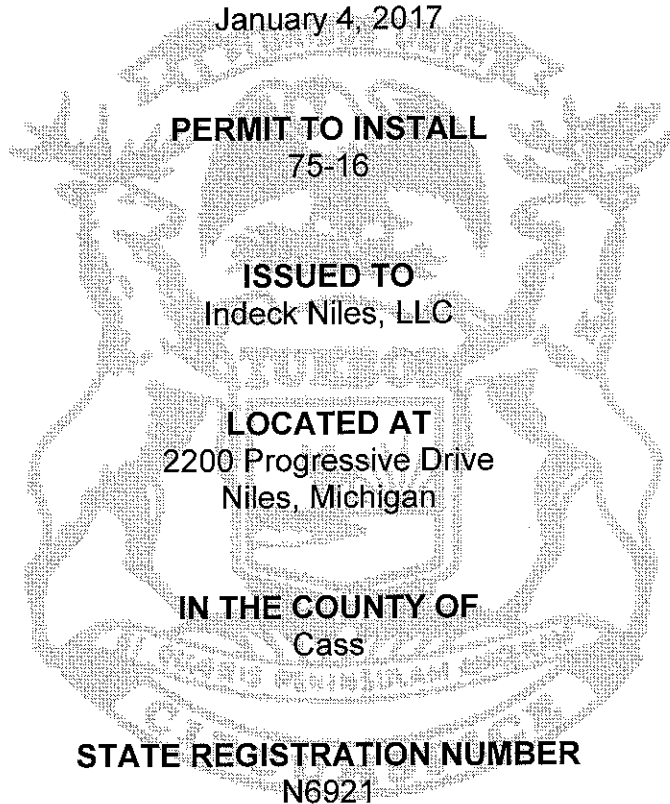 January 4, 2017
PERMIT TO INSTALL
75-16
ISSUED TO
Indeck Niles, LLC
LOCATED AT
2200 Progressive Drive
Niles, Michigan
IN THE COUNTY OF
Cass
STATE REGISTRATION NUMBER
N6921